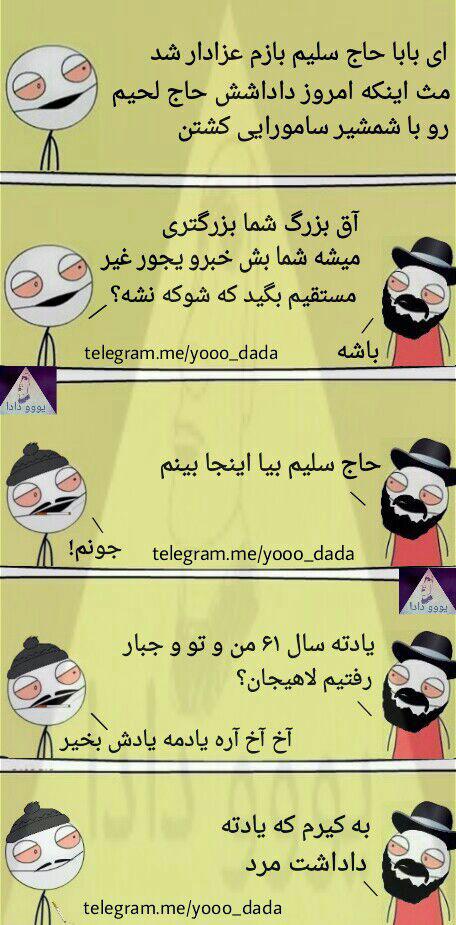 ای بابا حاج سلیم بازم عزادار شد
مث اینکه امروز داداشش حاج لحیم
رو با شمشیر سامورایی کشتن
آق بزرگ شما بزرگتری
میشه شما بش خبرو یجور غیر
مستقیم بگید که شوکه نشه؟
باشه
telegram.me/yooo_dada
یووو دادا
حاج سلیم بیا اینجا بینم
جونم!
telegram.me/yooo_dada
یووو دادا
یادته سال ۶۱ من و تو و جبار
رفتیم لاهیجان؟
آخ آخ آره یادمه یادش بخیر
به کیرم که یادته
داداشت مرد
telegram.me/yooo_dada